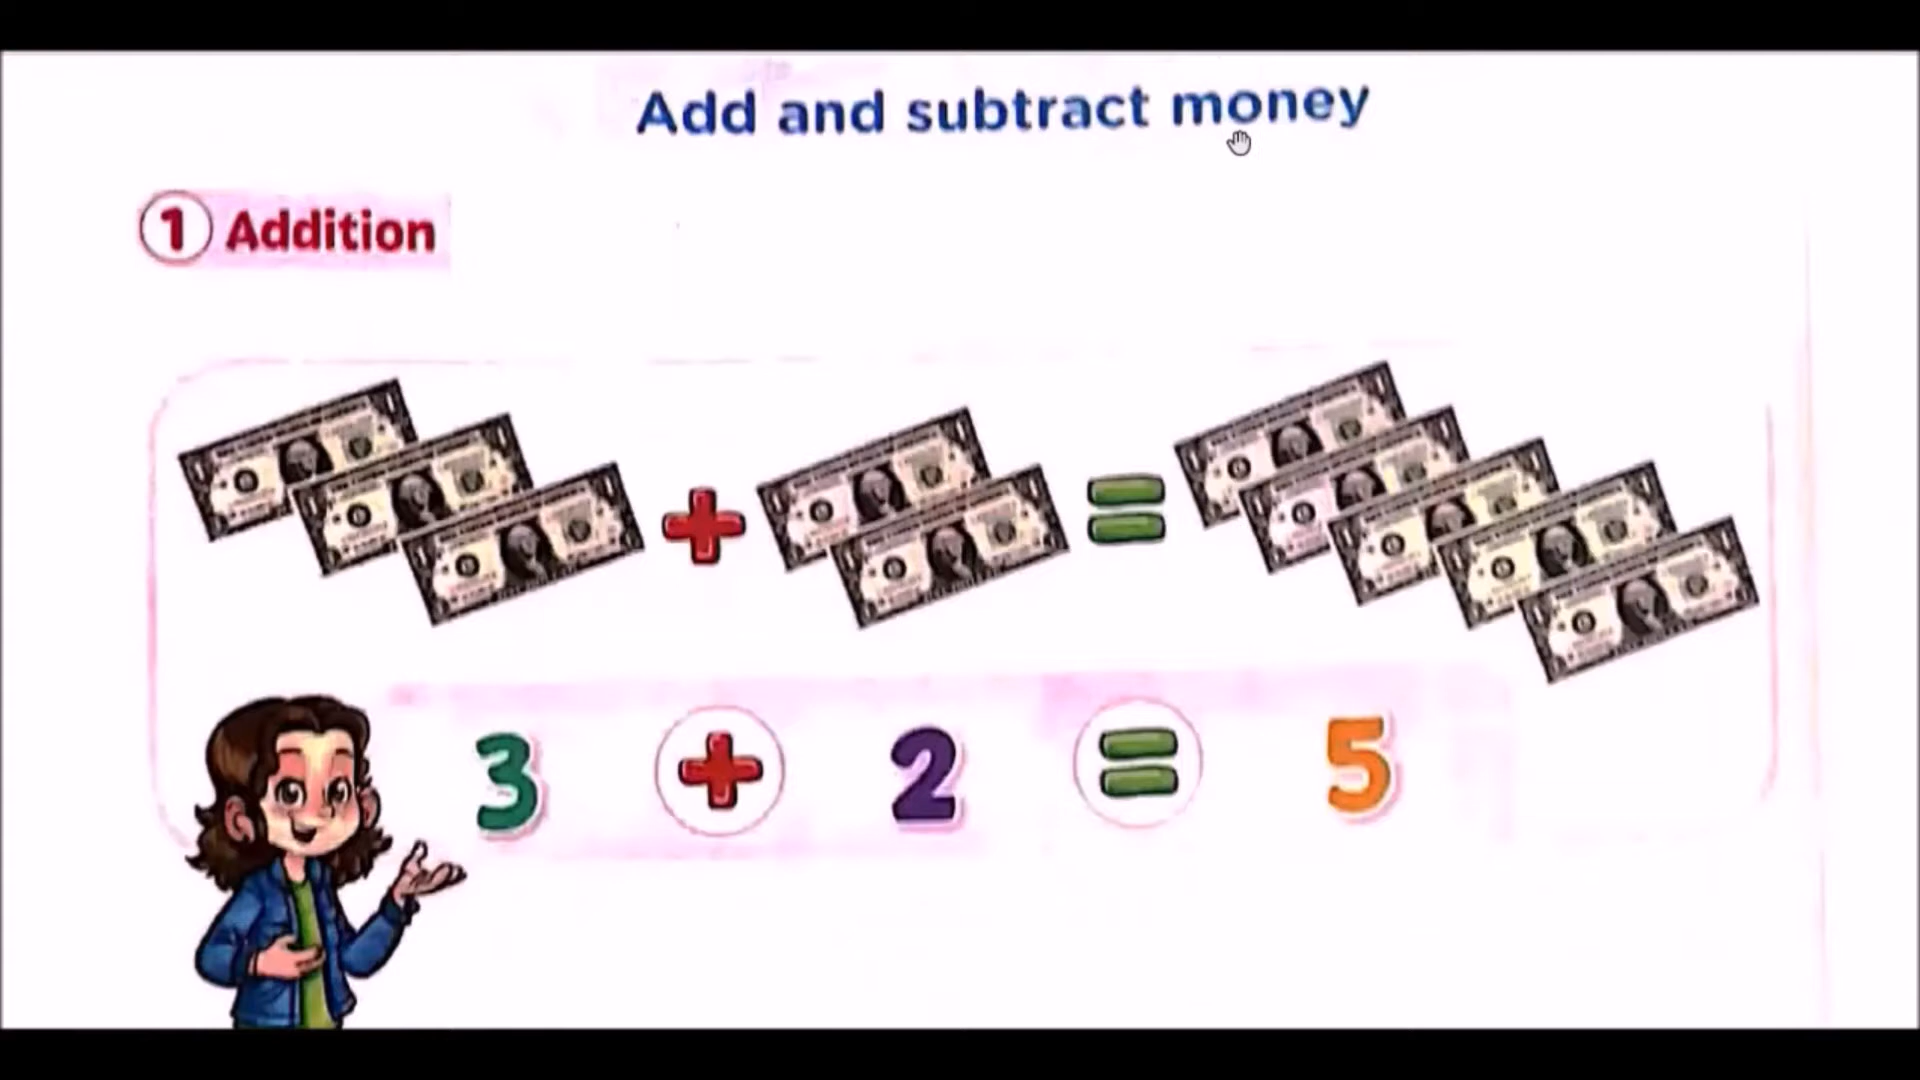 Add and subtract money
1 Addition
+ =
3 + 2 = 5